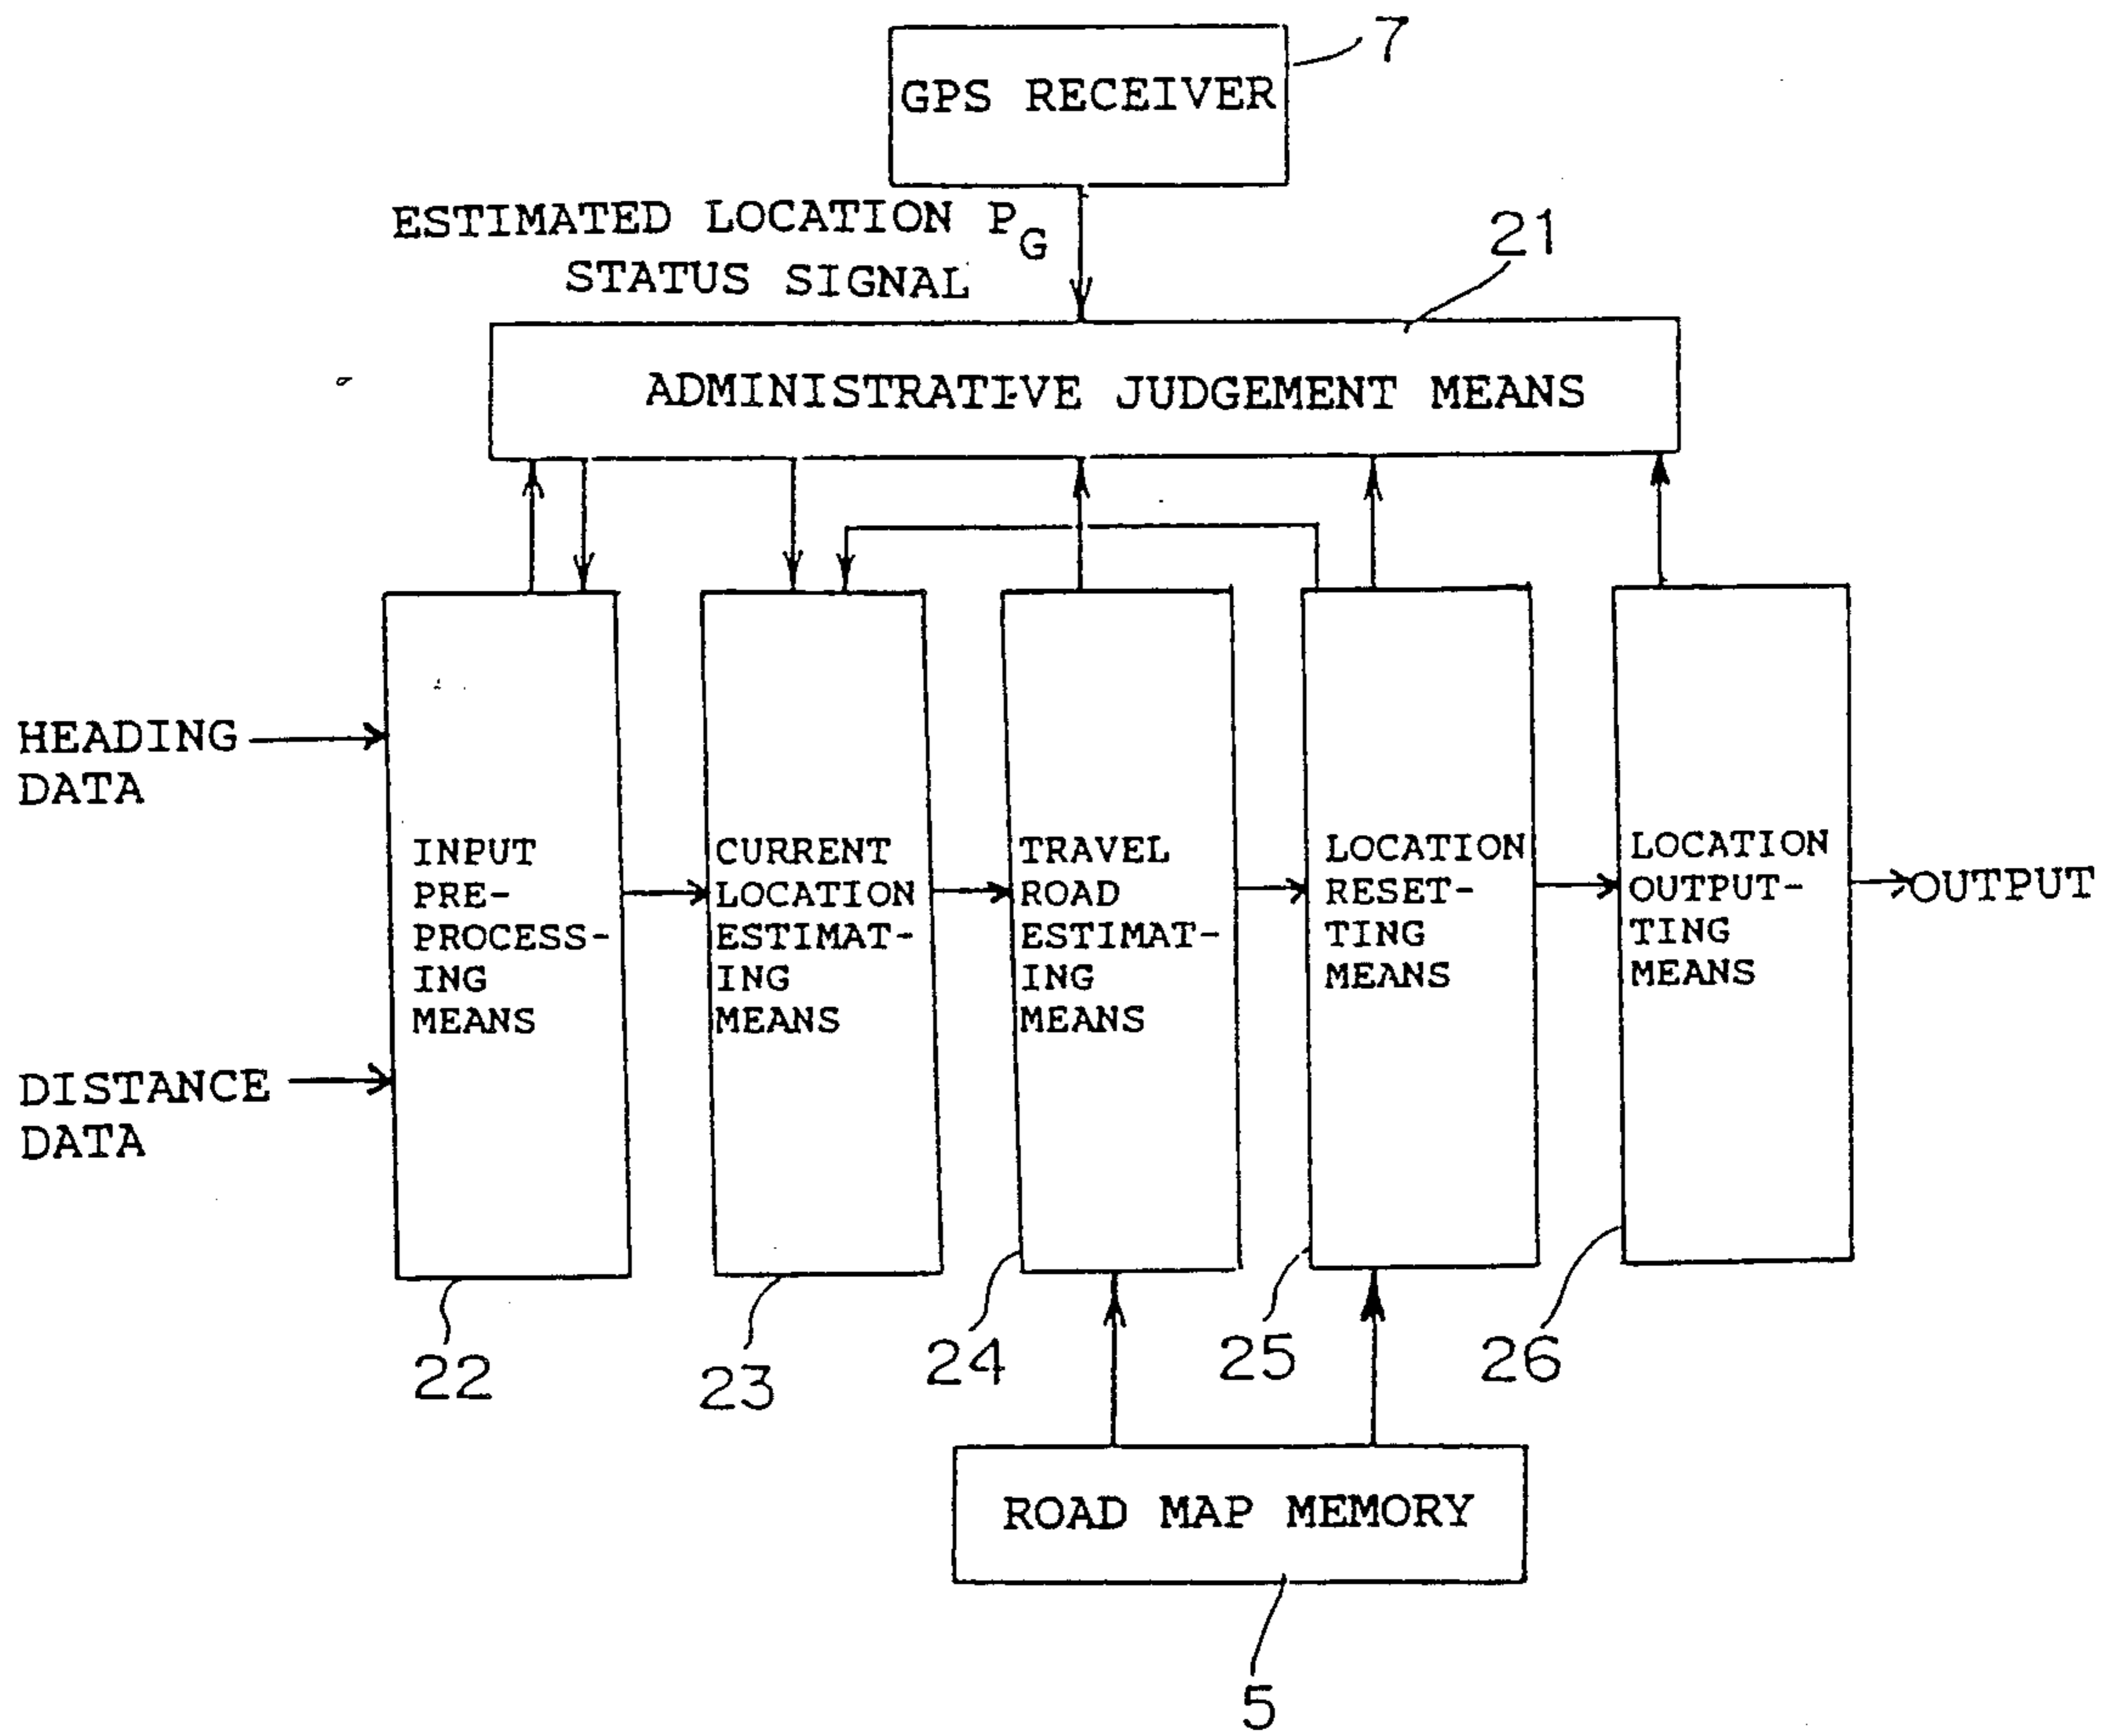 7
GPS RECEIVER
ESTIMATED LOCATION PG
STATUS SIGNAL
21
ADMINISTRATIVE JUDGEMENT MEANS
HEADING
DATA
DISTANCE
DATA
INPUT
PRE-
PROCESS-
ING
MEANS
CURRENT
LOCATION
ESTIMAT-
ING
MEANS
TRAVEL
ROAD
ESTIMAT-
ING
MEANS
LOCATION
RESET-
TING
MEANS
LOCATION
OUTPUT-
TING
MEANS
OUTPUT
22
23
24
25
26
ROAD MAP MEMORY
5